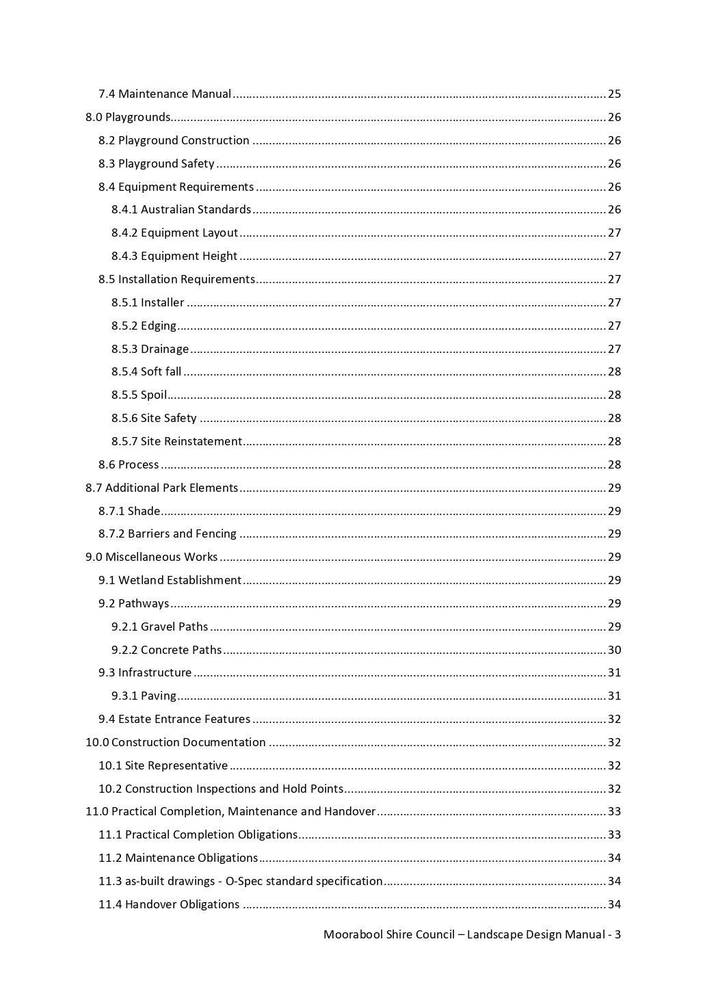 7.4 Maintenance Manual 25
8.0 Playgrounds 26
8.2 Playground Construction 26
8.3 Playground Safety 26
8.4 Equipment Requirements 26
8.4.1 Australian Standards 26
8.4.2 Equipment Layout 27
8.4.3 Equipment Height 27
8.5 Installation Requirements 27
8.5.1 Installer 27
8.5.2 Edging 27
8.5.3 Drainage 27
8.5.4 Soft fall 28
8.5.5 Spoil 28
8.5.6 Site Safety 28
8.5.7 Site Reinstatement 28
8.6 Process 28
8.7 Additional Park Elements 29
8.7.1 Shade 29
8.7.2 Barriers and Fencing 29
9.0 Miscellaneous Works 29
9.1 Wetland Establishment 29
9.2 Pathways 29
9.2.1 Gravel Paths 29
9.2.2 Concrete Paths 30
9.3 Infrastructure 31
9.3.1 Paving 31
9.4 Estate Entrance Features 32
10.0 Construction Documentation 32
10.1 Site Representative 32
10.2 Construction Inspections and Hold Points 32
11.0 Practical Completion, Maintenance and Handover 33
11.1 Practical Completion Obligations 33
11.2 Maintenance Obligations 34
11.3 as-built drawings - O-Spec standard specification 34
11.4 Handover Obligations 34
Moorabool Shire Council – Landscape Design Manual - 3